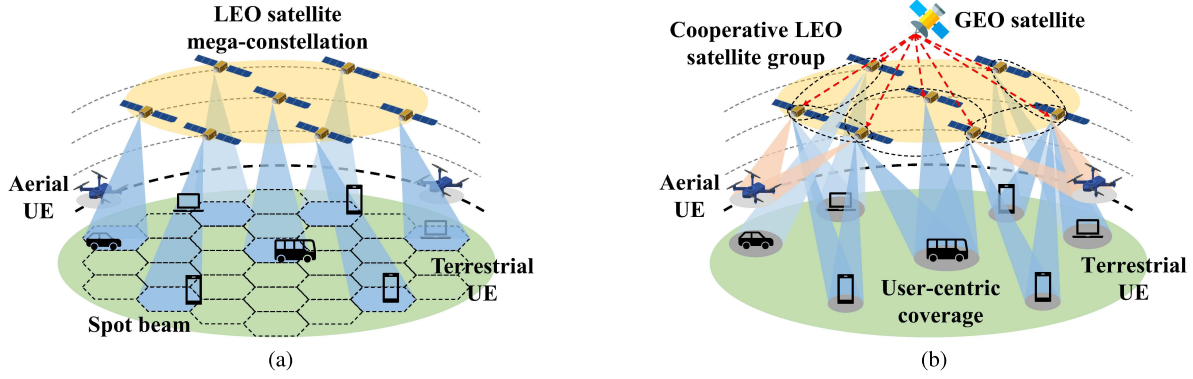 LEO satellite
mega-constellation
Aerial
UE
Terrestrial
UE
Spot beam
(a)
GEO satellite
Cooperative LEO
satellite group
Aerial
UE
Terrestrial
UE
User-centric
coverage
(b)